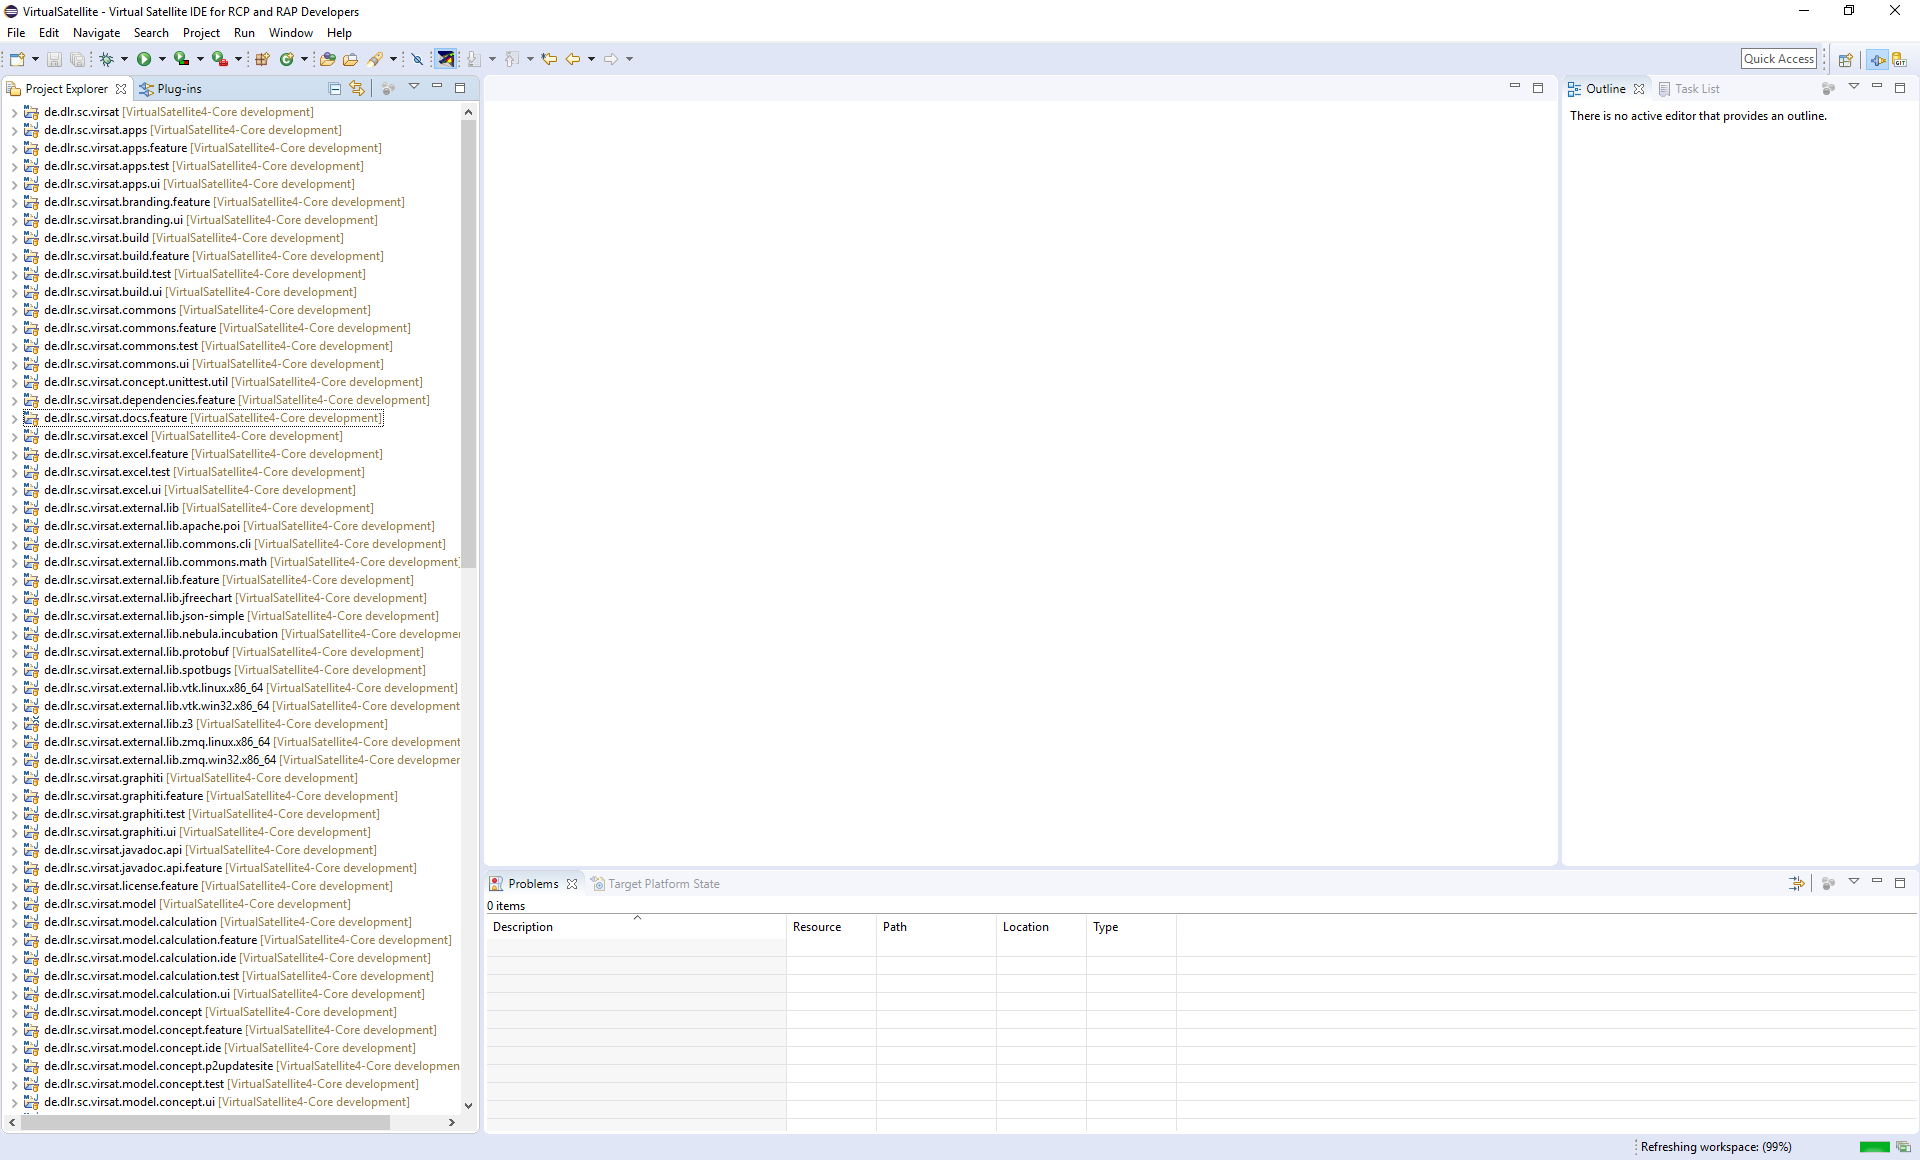 VirtualSatellite - Virtual Satellite IDE for RCP and RAP Developers
File Edit Navigate Search Project Run Window Help
Quick Access
Project Explorer Plug-ins
de.dlr.sc.virsat [VirtualSatellite4-Core development]
de.dlr.sc.virsat.apps [VirtualSatellite4-Core development]
de.dlr.sc.virsat.apps.feature [VirtualSatellite4-Core development]
de.dlr.sc.virsat.apps.test [VirtualSatellite4-Core development]
de.dlr.sc.virsat.apps.ui [VirtualSatellite4-Core development]
de.dlr.sc.virsat.branding.feature [VirtualSatellite4-Core development]
de.dlr.sc.virsat.branding.ui [VirtualSatellite4-Core development]
de.dlr.sc.virsat.build [VirtualSatellite4-Core development]
de.dlr.sc.virsat.build.feature [VirtualSatellite4-Core development]
de.dlr.sc.virsat.build.test [VirtualSatellite4-Core development]
de.dlr.sc.virsat.build.ui [VirtualSatellite4-Core development]
de.dlr.sc.virsat.commons [VirtualSatellite4-Core development]
de.dlr.sc.virsat.commons.feature [VirtualSatellite4-Core development]
de.dlr.sc.virsat.commons.test [VirtualSatellite4-Core development]
de.dlr.sc.virsat.commons.ui [VirtualSatellite4-Core development]
de.dlr.sc.virsat.concept.unittest.util [VirtualSatellite4-Core development]
de.dlr.sc.virsat.dependencies.feature [VirtualSatellite4-Core development]
de.dlr.sc.virsat.docs.feature [VirtualSatellite4-Core development]
de.dlr.sc.virsat.excel [VirtualSatellite4-Core development]
de.dlr.sc.virsat.excel.feature [VirtualSatellite4-Core development]
de.dlr.sc.virsat.excel.test [VirtualSatellite4-Core development]
de.dlr.sc.virsat.excel.ui [VirtualSatellite4-Core development]
de.dlr.sc.virsat.external.lib [VirtualSatellite4-Core development]
de.dlr.sc.virsat.external.lib.apache.poi [VirtualSatellite4-Core development]
de.dlr.sc.virsat.external.lib.commons.cli [VirtualSatellite4-Core development]
de.dlr.sc.virsat.external.lib.commons.math [VirtualSatellite4-Core development]
de.dlr.sc.virsat.external.lib.feature [VirtualSatellite4-Core development]
de.dlr.sc.virsat.external.lib.jfreechart [VirtualSatellite4-Core development]
de.dlr.sc.virsat.external.lib.json-simple [VirtualSatellite4-Core development]
de.dlr.sc.virsat.external.lib.nebula.incubation [VirtualSatellite4-Core developmen
de.dlr.sc.virsat.external.lib.protobuf [VirtualSatellite4-Core development]
de.dlr.sc.virsat.external.lib.spotbugs [VirtualSatellite4-Core development]
de.dlr.sc.virsat.external.lib.vtk.linux.x86_64 [VirtualSatellite4-Core development]
de.dlr.sc.virsat.external.lib.vtk.win32.x86_64 [VirtualSatellite4-Core development
de.dlr.sc.virsat.external.lib.z3 [VirtualSatellite4-Core development]
de.dlr.sc.virsat.external.lib.zmq.linux.x86_64 [VirtualSatellite4-Core development
de.dlr.sc.virsat.external.lib.zmq.win32.x86_64 [VirtualSatellite4-Core developmen
de.dlr.sc.virsat.graphiti [VirtualSatellite4-Core development]
de.dlr.sc.virsat.graphiti.feature [VirtualSatellite4-Core development]
de.dlr.sc.virsat.graphiti.test [VirtualSatellite4-Core development]
de.dlr.sc.virsat.graphiti.ui [VirtualSatellite4-Core development]
de.dlr.sc.virsat.javadoc.api [VirtualSatellite4-Core development]
de.dlr.sc.virsat.javadoc.api.feature [VirtualSatellite4-Core development]
de.dlr.sc.virsat.license.feature [VirtualSatellite4-Core development]
de.dlr.sc.virsat.model [VirtualSatellite4-Core development]
de.dlr.sc.virsat.model.calculation [VirtualSatellite4-Core development]
de.dlr.sc.virsat.model.calculation.feature [VirtualSatellite4-Core development]
de.dlr.sc.virsat.model.calculation.ide [VirtualSatellite4-Core development]
de.dlr.sc.virsat.model.calculation.test [VirtualSatellite4-Core development]
de.dlr.sc.virsat.model.calculation.ui [VirtualSatellite4-Core development]
de.dlr.sc.virsat.model.concept [VirtualSatellite4-Core development]
de.dlr.sc.virsat.model.concept.feature [VirtualSatellite4-Core development]
de.dlr.sc.virsat.model.concept.ide [VirtualSatellite4-Core development]
de.dlr.sc.virsat.model.concept.p2updatesite [VirtualSatellite4-Core developmen
de.dlr.sc.virsat.model.concept.test [VirtualSatellite4-Core development]
de.dlr.sc.virsat.model.concept.ui [VirtualSatellite4-Core development]
Outline Task List
There is no active editor that provides an outline.
Problems Target Platform State
0 items
Description Resource Path Location Type
Refreshing workspace: (99%)